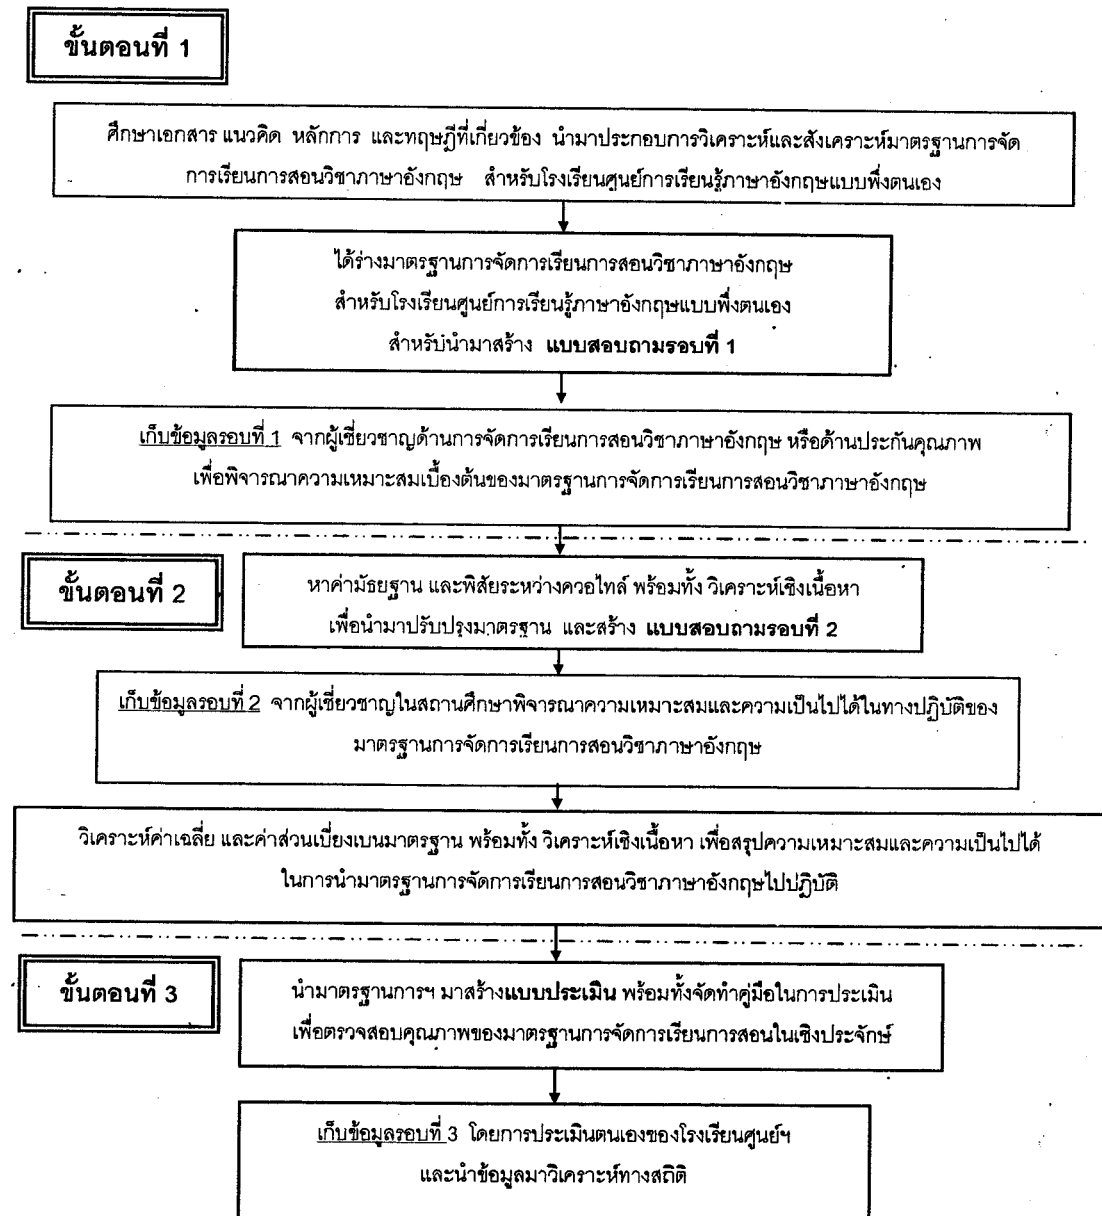 ขั้นตอนที่ 1
ศึกษาเอกสาร แนวคิด หลักการ และทฤษฎีที่เกี่ยวข้อง นำมาประกอบการวิเคราะห์และสังเคราะห์มาตรฐานการจัด
การเรียนการสอนวิชาภาษาอังกฤษ สำหรับโรงเรียนศูนย์การเรียนรู้ภาษาอังกฤษแบบพึ่งตนเอง
ได้ร่างมาตรฐานการจัดการเรียนการสอนวิชาภาษาอังกฤษ
สำหรับโรงเรียนศูนย์การเรียนรู้ภาษาอังกฤษแบบพึ่งตนเอง
สำหรับนำมาสร้าง แบบสอบถามรอบที่ 1
เก็บข้อมูลรอบที่ 1 จากผู้เชี่ยวชาญด้านการจัดการเรียนการสอนวิชาภาษาอังกฤษ หรือด้านประกันคุณภาพ
เพื่อพิจารณาความเหมาะสมเบื้องต้นของมาตรฐานการจัดการเรียนการสอนวิชาภาษาอังกฤษ
ขั้นตอนที่ 2
หาค่ามัธยฐาน และพิสัยระหว่างควอไทล์ พร้อมทั้ง วิเคราะห์เชิงเนื้อหา
เพื่อนำมาปรับปรุงมาตรฐาน และสร้าง แบบสอบถามรอบที่ 2
เก็บข้อมูลรอบที่ 2 จากผู้เชี่ยวชาญในสถานศึกษาพิจารณาความเหมาะสมและความเป็นไปได้ในทางปฏิบัติของ
มาตรฐานการจัดการเรียนการสอนวิชาภาษาอังกฤษ
วิเคราะห์ค่าเฉลี่ย และค่าส่วนเบี่ยงเบนมาตรฐาน พร้อมทั้ง วิเคราะห์เชิงเนื้อหา เพื่อสรุปความเหมาะสมและความเป็นไปได้
ในการนำมาตรฐานการจัดการเรียนการสอนวิชาภาษาอังกฤษไปปฏิบัติ
ขั้นตอนที่ 3
นำมาตรฐานการฯ มาสร้างแบบประเมิน พร้อมทั้งจัดทำคู่มือในการประเมิน
เพื่อตรวจสอบคุณภาพของมาตรฐานการจัดการเรียนการสอนในเชิงประจักษ์
เก็บข้อมูลรอบที่ 3 โดยการประเมินตนเองของโรงเรียนศูนย์ฯ
และนำข้อมูลมาวิเคราะห์ทางสถิติ